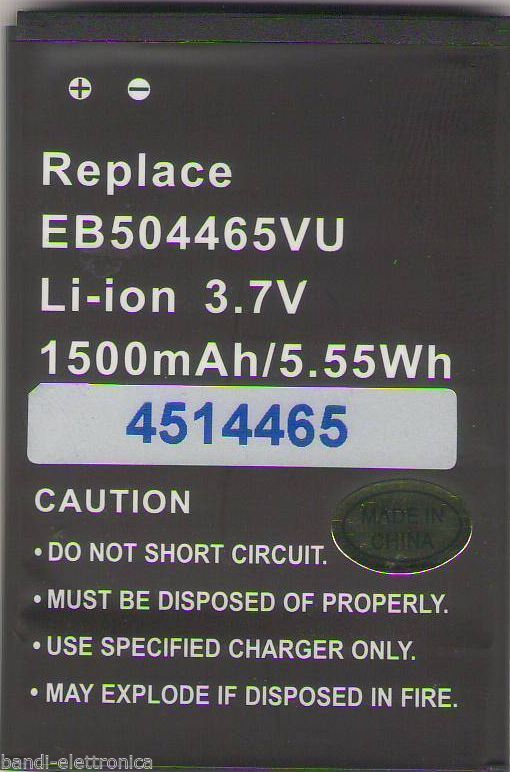 Replace
EB504465VU
Li-ion 3.7V
1500mAh/5.55Wh
4514465
CAUTION
MADE IN
CHINA
• DO NOT SHORT CIRCUIT.
• MUST BE DISPOSED OF PROPERLY.
• USE SPECIFIED CHARGER ONLY.
• MAY EXPLODE IF DISPOSED IN FIRE.
bandi-elettronica